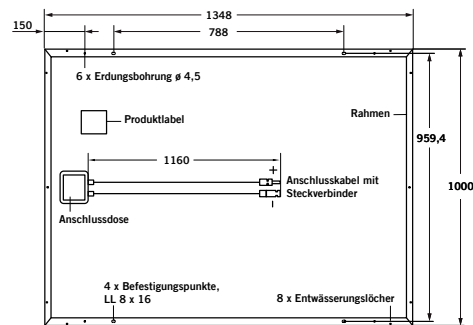 1348
150
788
6 x Erdungsbohrung ø 4,5
Produktlabel
Rahmen
959,4
1160
+
Anschlusskabel mit
Steckverbinder
1000
Anschlussdose
–
4 x Befestigungspunkte,
LL 8 x 16
8 x Entwässerungslöcher